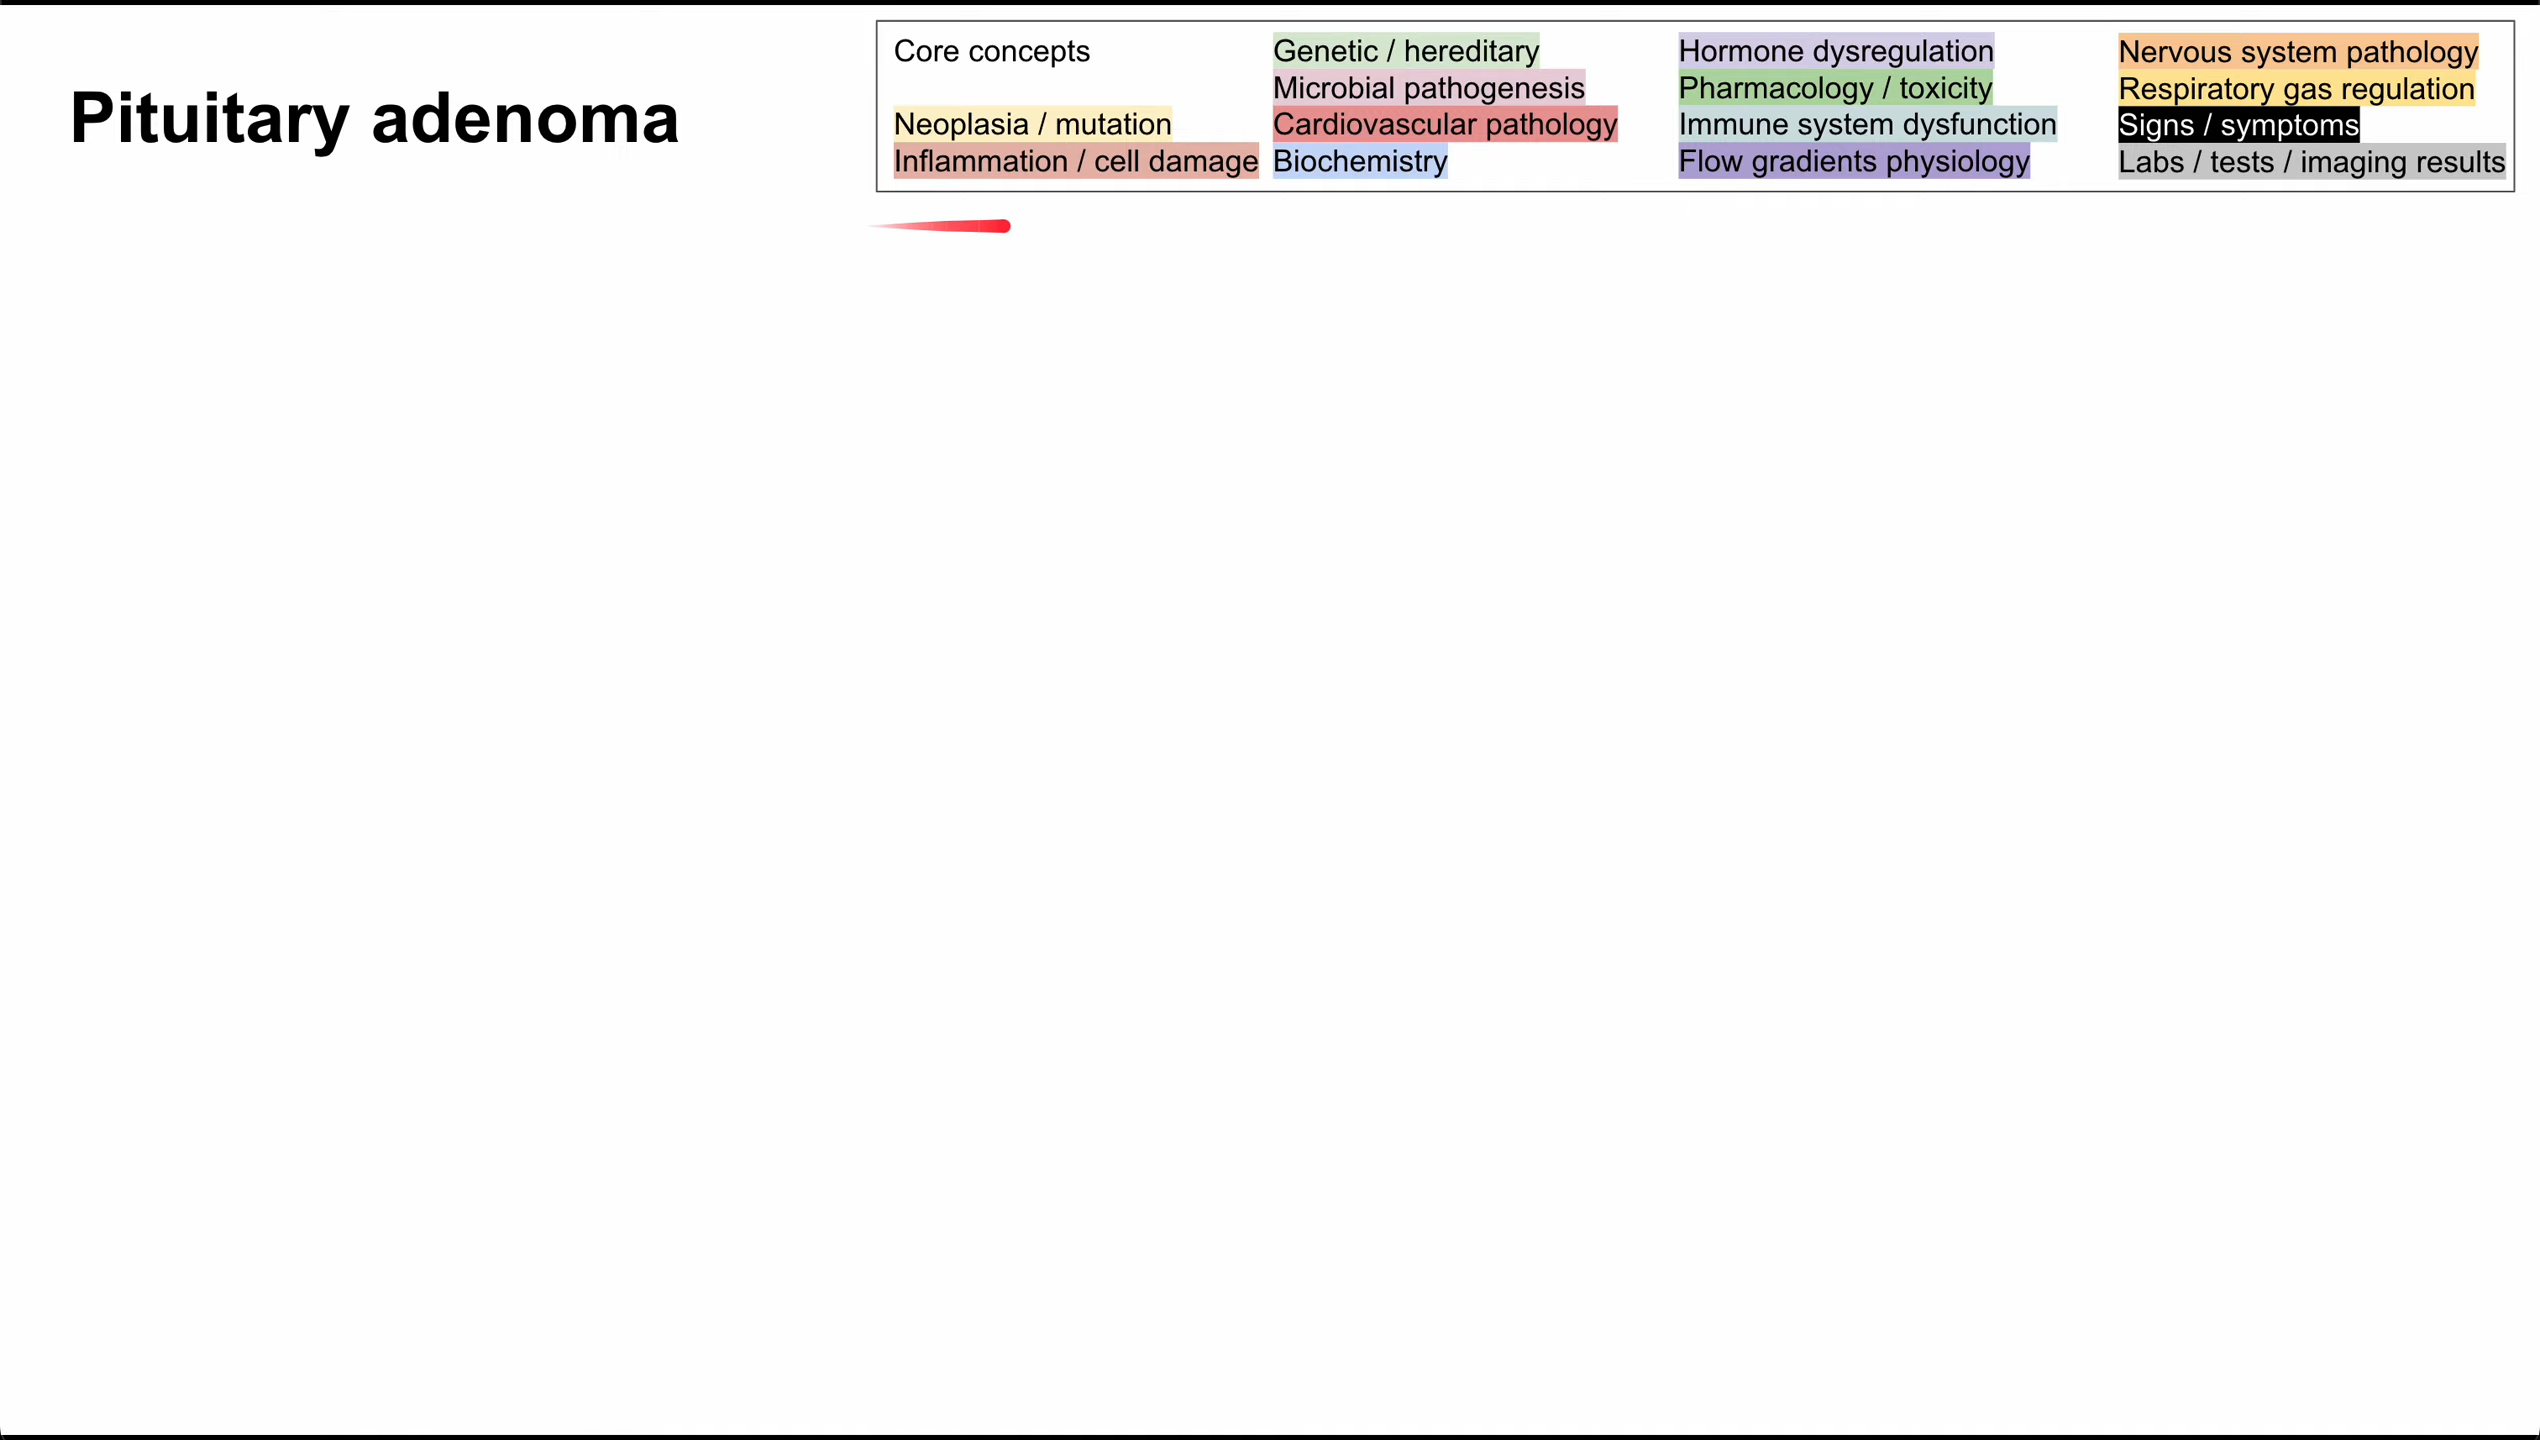 Pituitary adenoma
Core concepts
Neoplasia / mutation
Inflammation / cell damage
Genetic / hereditary
Microbial pathogenesis
Cardiovascular pathology
Biochemistry
Hormone dysregulation
Pharmacology / toxicity
Immune system dysfunction
Flow gradients physiology
Nervous system pathology
Respiratory gas regulation
Signs / symptoms
Labs / tests / imaging results